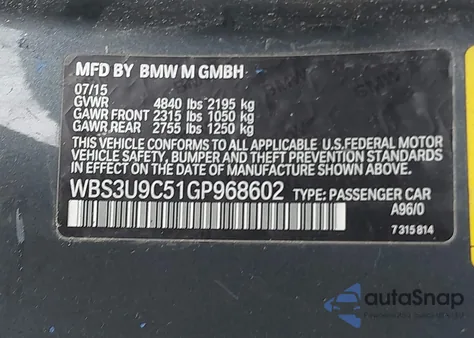 MFD BY BMW M GMBH
07/15
GVWR 4840 lbs 2195 kg
GAWR FRONT 2315 lbs 1050 kg
GAWR REAR 2755 lbs 1250 kg
THIS VEHICLE CONFORMS TO ALL APPLICABLE U.S.FEDERAL MOTOR
VEHICLE SAFETY, BUMPER, AND THEFT PREVENTION STANDARDS
IN EFFECT ON THE DATE OF MANUFACTURE SHOWN ABOVE.
WBS3U9C51GP968602 TYPE: PASSENGER CAR
A96/0
7 315 814
autoSnap